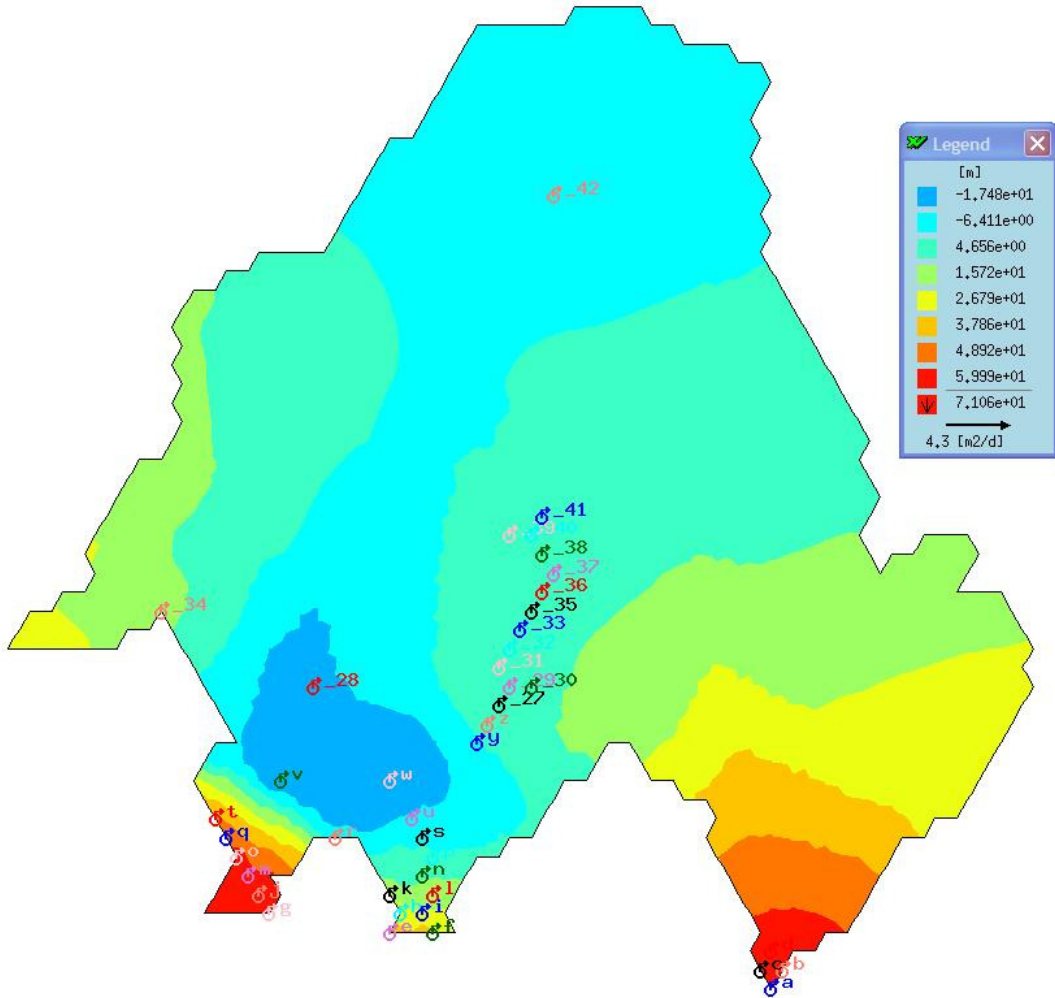 _42
Legend
[m]
-1.748e+01
-6.411e+00
4.656e+00
1.572e+01
2.679e+01
3.786e+01
4.892e+01
5.999e+01
7.106e+01
4.3 [m2/d]
_41
_38
_37
_36
_35
_34
_33
_32
_31
_28
_29
_30
_27
z
y
v
w
t
u
q
r
s
o
m
n
j
k
l
g
h
i
e
f
d
c
b
a